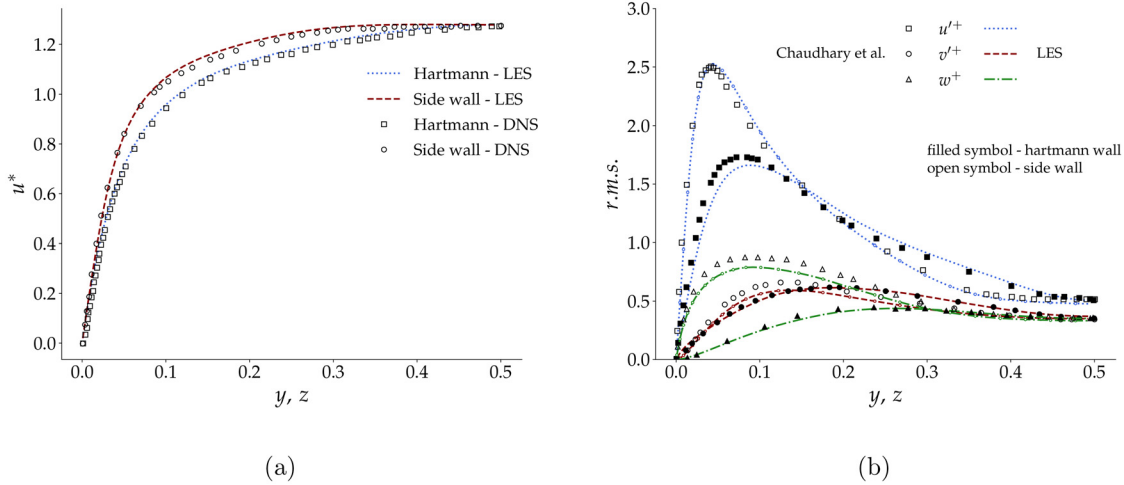 1.2
1.0
0.8
0.6
0.4
0.2
0.0
u*
0.0 0.1 0.2 0.3 0.4 0.5
y, z
Hartmann - LES
Side wall - LES
Hartmann - DNS
Side wall - DNS
(a)
3.0
2.5
2.0
1.5
1.0
0.5
0.0
r.m.s.
0.0 0.1 0.2 0.3 0.4 0.5
y, z
u′+
Chaudhary et al. v′+ LES
w+
filled symbol - hartmann wall
open symbol - side wall
(b)